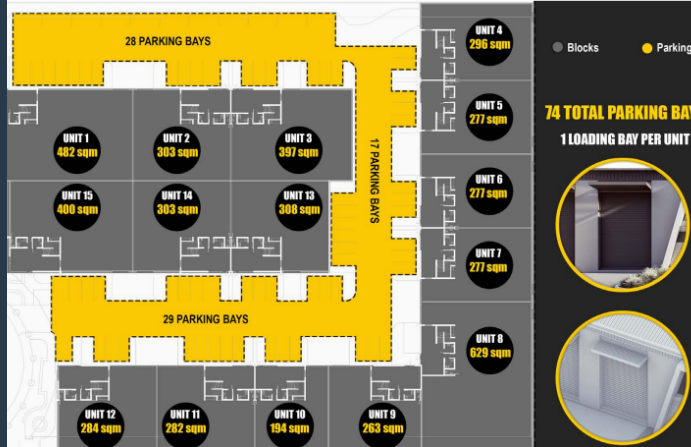 28 PARKING BAYS
UNIT 4
296 sqm
Blocks
Parking
UNIT 5
277 sqm
74 TOTAL PARKING BAY
1 LOADING BAY PER UNIT
UNIT 1
482 sqm
UNIT 2
303 sqm
UNIT 3
397 sqm
17 PARKING BAYS
UNIT 6
277 sqm
UNIT 15
400 sqm
UNIT 14
303 sqm
UNIT 13
308 sqm
UNIT 7
277 sqm
29 PARKING BAYS
UNIT 8
629 sqm
UNIT 12
284 sqm
UNIT 11
282 sqm
UNIT 10
194 sqm
UNIT 9
263 sqm